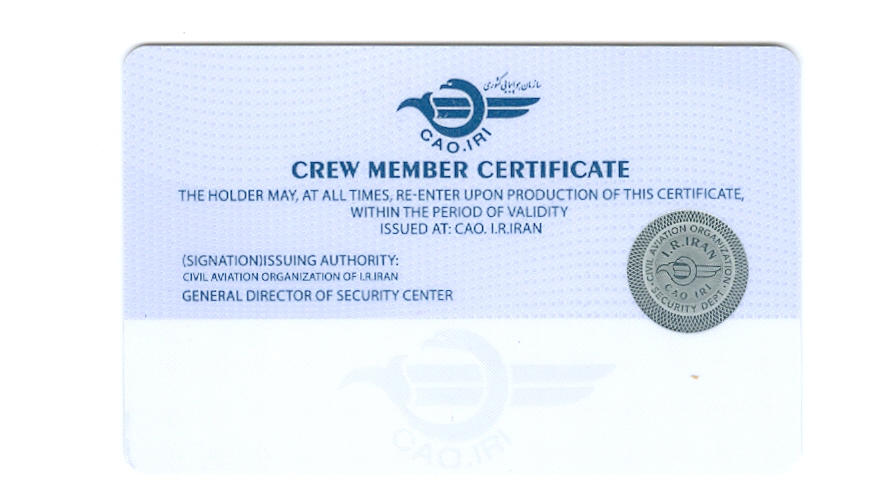 سازمان هواپیمایی کشوری
CAO.IRI
CREW MEMBER CERTIFICATE
THE HOLDER MAY, AT ALL TIMES, RE-ENTER UPON PRODUCTION OF THIS CERTIFICATE,
WITHIN THE PERIOD OF VALIDITY
ISSUED AT: CAO. I.R.IRAN
(SIGNATION)ISSUING AUTHORITY:
CIVIL AVIATION ORGANIZATION OF I.R.IRAN
GENERAL DIRECTOR OF SECURITY CENTER
CIVIL AVIATION ORGANIZATION
I.R.IRAN
CAO IRI
SECURITY DEPT.
CAO.IRI